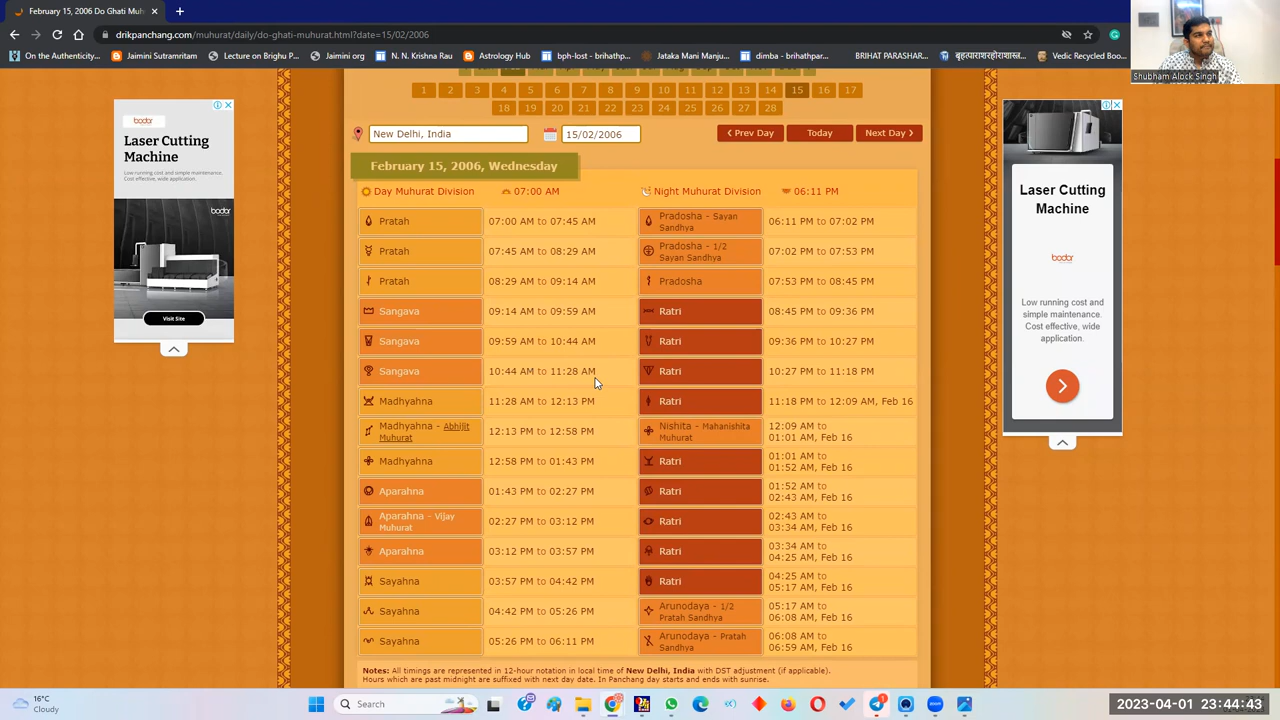 February 15, 2006 Do Ghati Mu
drikpanchang.com/muhurat/daily/do-ghati-muhurat.html?date=15/02/2006
On the Authenticity...
Jaimini Sutramritam
Lecture on Brighu P...
Jaimini org
Astrology Hub
bph-lost - Google...
Jataka Mani Manju...
dimba - brihathpar...
BRIHAT PARASHAR...
बृहत्पाराशरहोराशास्त्र...
Vedic Becoming
Shubham Alock Singh
1 2 3 4 5 6 7 8 9 10 11 12 13 14 15 16 17
18 19 20 21 22 23 24 25 26 27 28
New Delhi, India
15/02/2006
Prev Day
Today
Next Day
February 15, 2006, Wednesday
Day Muhurat Division 07:00 AM Night Muhurat Division 06:11 PM
Pratah 07:00 AM to 07:45 AM Pradosha - Sayan Sandhya 06:11 PM to 07:02 PM
Pratah 07:45 AM to 08:29 AM Pradosha - 1/2 Sayan Sandhya 07:02 PM to 07:53 PM
Pratah 08:29 AM to 09:14 AM Pradosha 07:53 PM to 08:45 PM
Sangava 09:14 AM to 09:59 AM Ratri 08:45 PM to 09:36 PM
Sangava 09:59 AM to 10:44 AM Ratri 09:36 PM to 10:27 PM
Sangava 10:44 AM to 11:28 AM Ratri 10:27 PM to 11:18 PM
Madhyahna 11:28 AM to 12:13 PM Ratri 11:18 PM to 12:09 AM, Feb 16
Madhyahna - Abhijit Muhurat 12:13 PM to 12:58 PM Nishita - Mahanishita Muhurat 12:09 AM to 01:01 AM, Feb 16
Madhyahna 12:58 PM to 01:43 PM Ratri 01:01 AM to 01:52 AM, Feb 16
Aparahna 01:43 PM to 02:27 PM Ratri 01:52 AM to 02:43 AM, Feb 16
Aparahna - Vijay Muhurat 02:27 PM to 03:12 PM Ratri 02:43 AM to 03:34 AM, Feb 16
Aparahna 03:12 PM to 03:57 PM Ratri 03:34 AM to 04:25 AM, Feb 16
Sayahna 03:57 PM to 04:42 PM Ratri 04:25 AM to 05:17 AM, Feb 16
Sayahna 04:42 PM to 05:26 PM Arunodaya - 1/2 Pratah Sandhya 05:17 AM to 06:08 AM, Feb 16
Sayahna 05:26 PM to 06:11 PM Arunodaya - Pratah Sandhya 06:08 AM to 06:59 AM, Feb 16
Notes: All timings are represented in 12-hour notation in local time of New Delhi, India with DST adjustment (if applicable).
Hours which are past midnight are suffixed with next day date. In Panchang day starts and ends with sunrise.
bodor
Laser Cutting
Machine
Low running cost and simple maintenance.
Cost effective, wide application.
bodor
Visit Site
Laser Cutting
Machine
bodor
Low running cost and
simple maintenance.
Cost effective, wide
application.
16°C
Cloudy
Search
2023-04-01 23:44:43